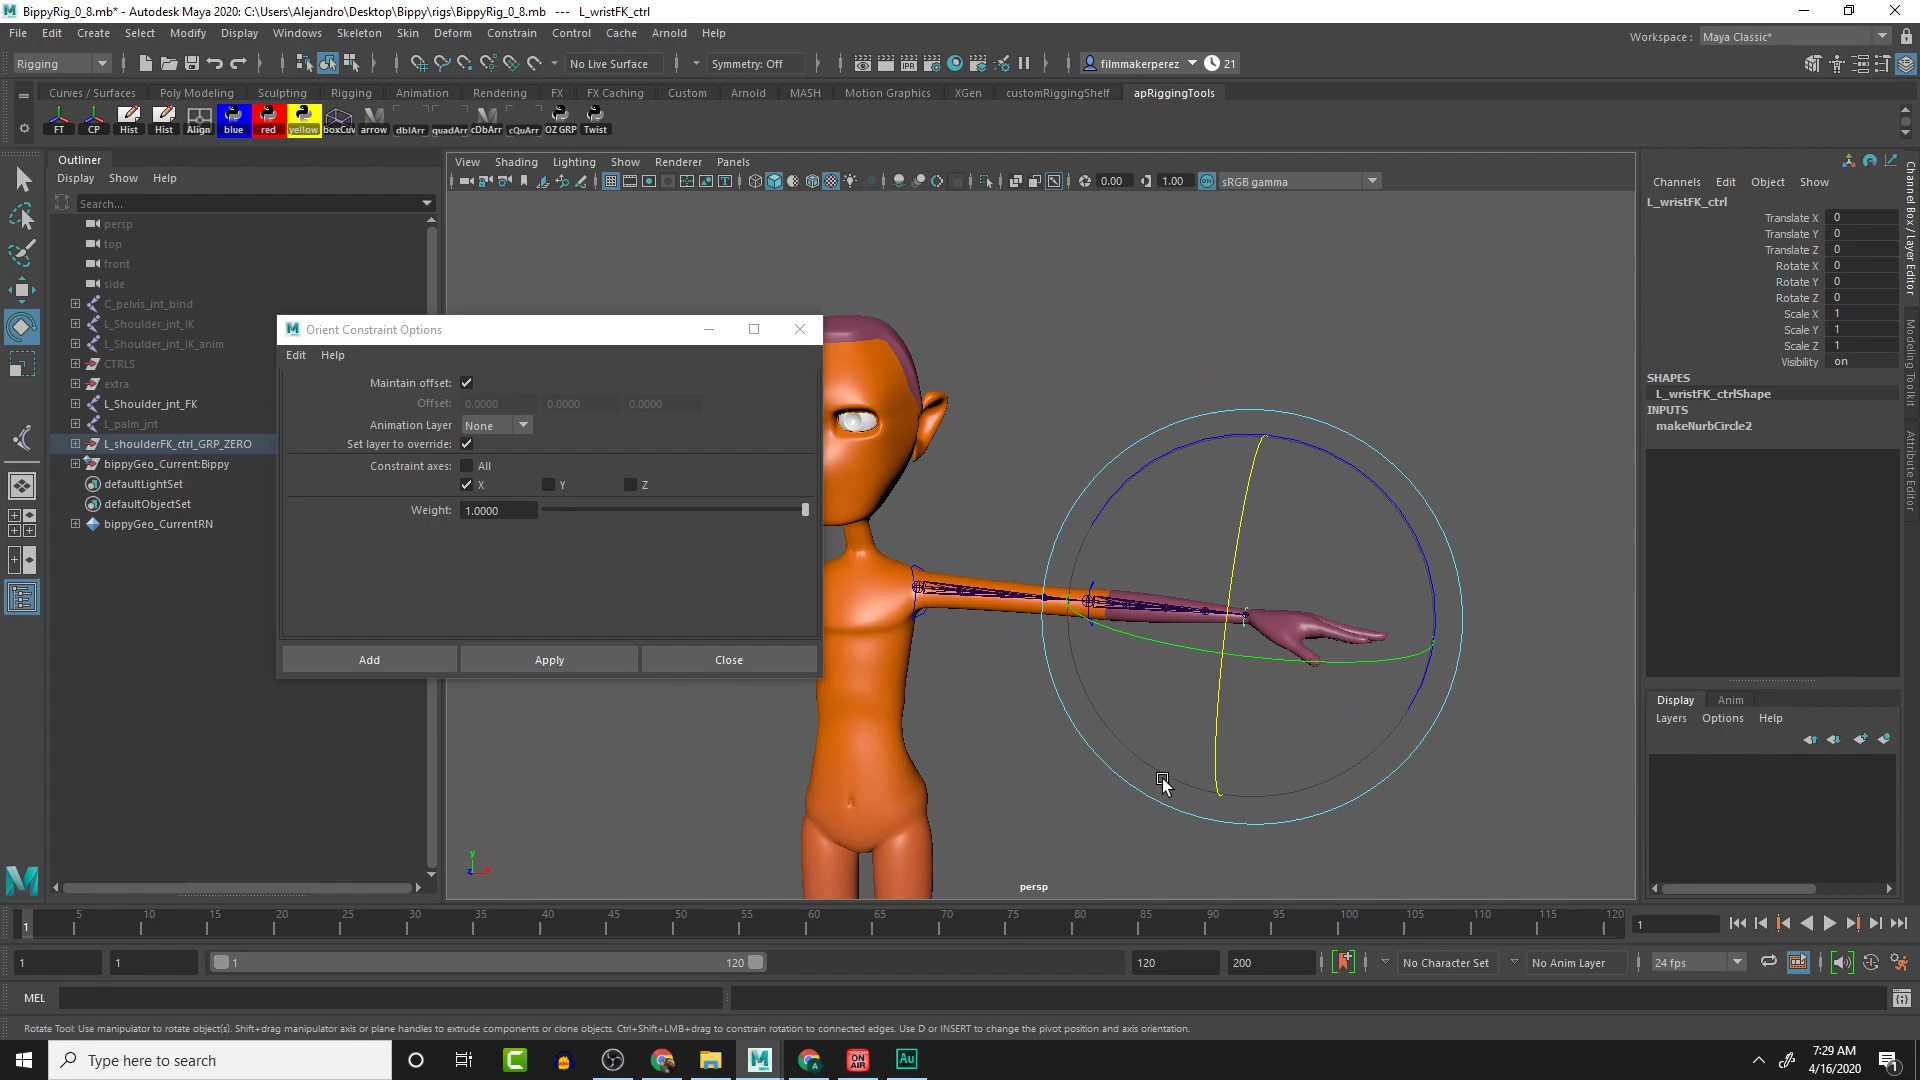 BippyRig_0_8.mb* - Autodesk Maya 2020: C:\Users\Alejandro\Desktop\Bippy\rigs\BippyRig_0_8.mb --- L_wristFK_ctrl
File Edit Create Select Modify Display Windows Skeleton Skin Deform Constrain Control Cache Arnold Help
Workspace : Maya Classic*
Rigging
No Live Surface
Symmetry: Off
IPR
filmmakerperez
21
Curves / Surfaces Poly Modeling Sculpting Rigging Animation Rendering FX FX Caching Custom Arnold MASH Motion Graphics XGen customRiggingShelf apRiggingTools
FT CP Hist Hist Align blue red yellow boxCuv arrow dblArr quadArr cDbArr cQuArr OZ GRP Twist
Outliner
Display Show Help
Search...
persp
top
front
side
C_pelvis_jnt_bind
L_Shoulder_jnt_IK
L_Shoulder_jnt_IK_anim
CTRLS
extra
L_Shoulder_jnt_FK
L_palm_jnt
L_shoulderFK_ctrl_GRP_ZERO
bippyGeo_Current:Bippy
defaultLightSet
defaultObjectSet
bippyGeo_CurrentRN
Orient Constraint Options
Edit Help
Maintain offset:
Offset: 0.0000 0.0000 0.0000
Animation Layer None
Set layer to override:
Constraint axes: All
X Y Z
Weight: 1.0000
Add Apply Close
View Shading Lighting Show Renderer Panels
0.00 1.00 ON sRGB gamma
y
z x
persp
Channels Edit Object Show
L_wristFK_ctrl
Translate X 0
Translate Y 0
Translate Z 0
Rotate X 0
Rotate Y 0
Rotate Z 0
Scale X 1
Scale Y 1
Scale Z 1
Visibility on
SHAPES
L_wristFK_ctrlShape
INPUTS
makeNurbCircle2
Channel Box / Layer Editor
Modeling Toolkit
Attribute Editor
Display Anim
Layers Options Help
1 5 10 15 20 25 30 35 40 45 50 55 60 65 70 75 80 85 90 95 100 105 110 115 120
1
1 1 1 120 120 200
No Character Set
No Anim Layer
24 fps
MEL
Rotate Tool: Use manipulator to rotate object(s). Shift+drag manipulator axis or plane handles to extrude components or clone objects. Ctrl+Shift+LMB+drag to constrain rotation to connected edges. Use D or INSERT to change the pivot position and axis orientation.
Type here to search
ON AIR
Au
7:29 AM
4/16/2020
1